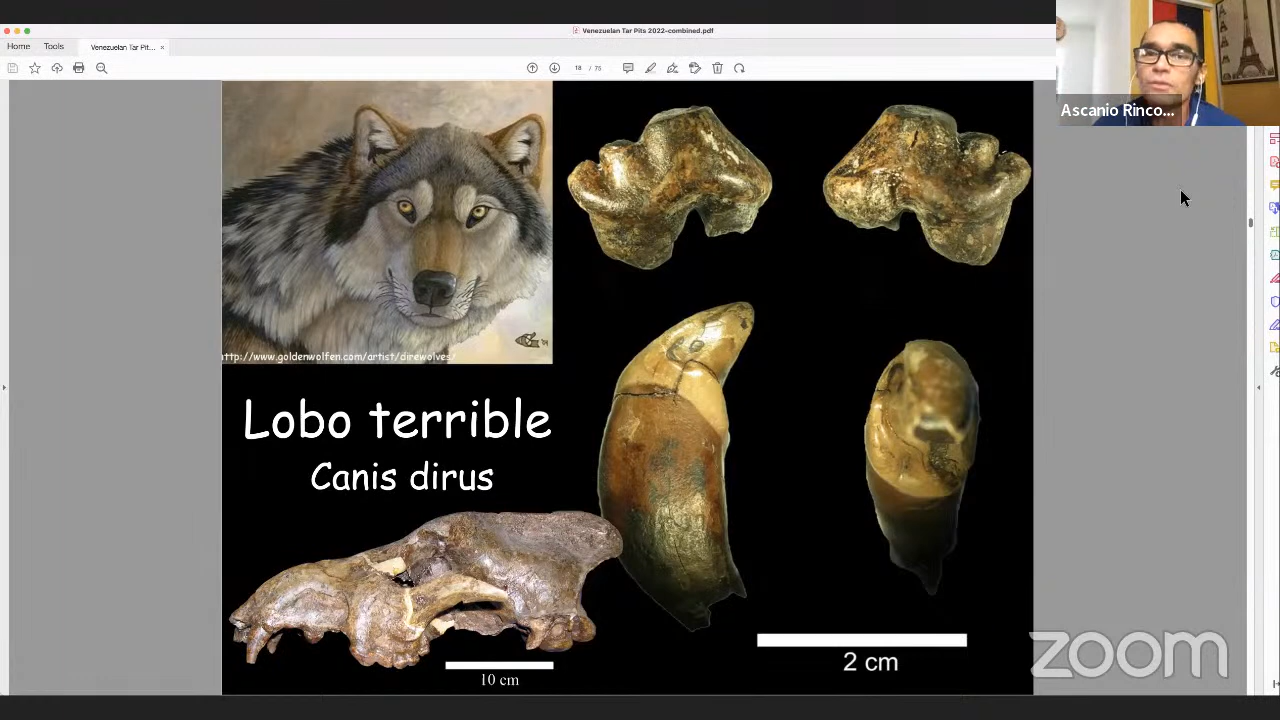 Venezuelan Tar Pits 2022-combined.pdf
Home
Tools
Venezuelan Tar Pit...
18 / 75
Ascanio Rinco...
http://www.goldenwolfen.com/artist/direwolves/
Lobo terrible
Canis dirus
10 cm
2 cm
zoom